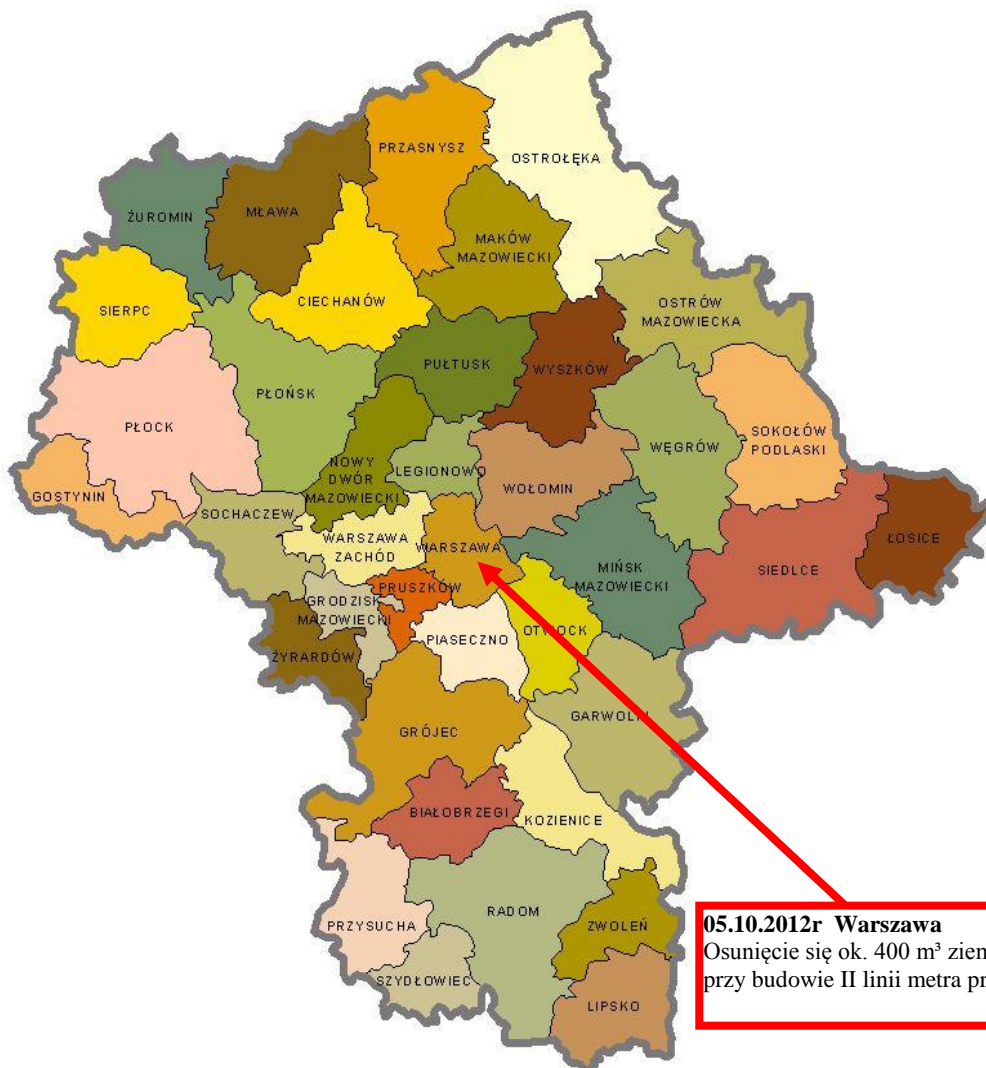 PRZASNYSZ
OSTROŁĘKA
ŻUROMIN
MŁAWA
MAKÓW
MAZOWIECKI
SIERPC
CIECHANÓW
OSTRÓW
MAZOWIECKA
PŁOCK
PŁOŃSK
PUŁTUSK
WYSZKÓW
WĘGRÓW
SOKOŁÓW
PODLASKI
GOSTYNIN
NOWY
DWÓR
MAZOWIECKI
LEGIONOWO
WOŁOMIN
SOCHACZEW
WARSZAWA
ZACHÓD
WARSZAWA
MIŃSK
MAZOWIECKI
SIEDLCE
ŁOSICE
GRODZISK
MAZOWIECKI
PRUSZKÓW
PIASECZNO
OTWOCK
ŻYRARDÓW
GRÓJEC
GARWOLIN
BIAŁOBRZEGI
KOZIENICE
PRZYSUCHA
RADOM
ZWOLEŃ
SZYDŁOWIEC
LIPSKO
05.10.2012r Warszawa
Osunięcie się ok. 400 m³ ziem
przy budowie II linii metra pr